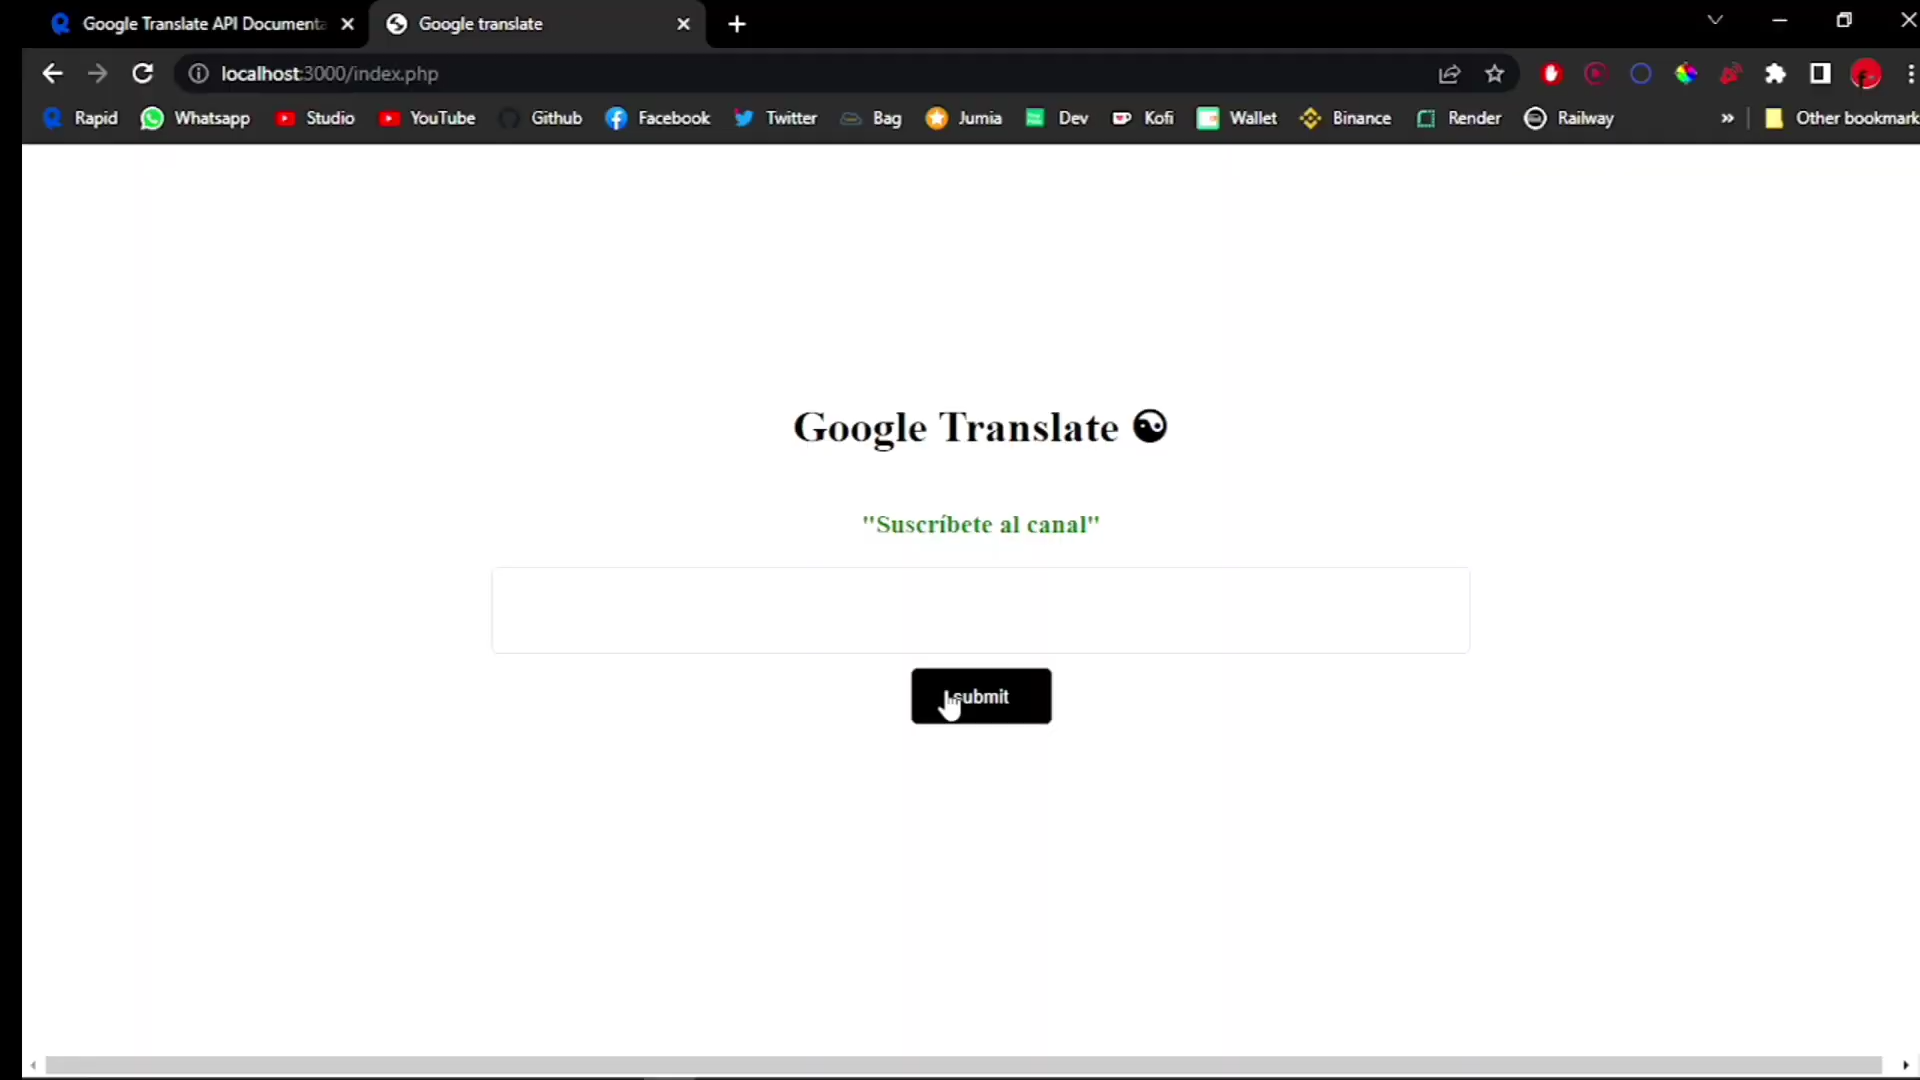 Google Translate API Documenta
Google translate
localhost:3000/index.php
Rapid Whatsapp Studio YouTube Github Facebook Twitter Bag Jumia Dev Kofi Wallet Binance Render Railway » Other bookmark
Google Translate ☯
"Suscríbete al canal"
submit